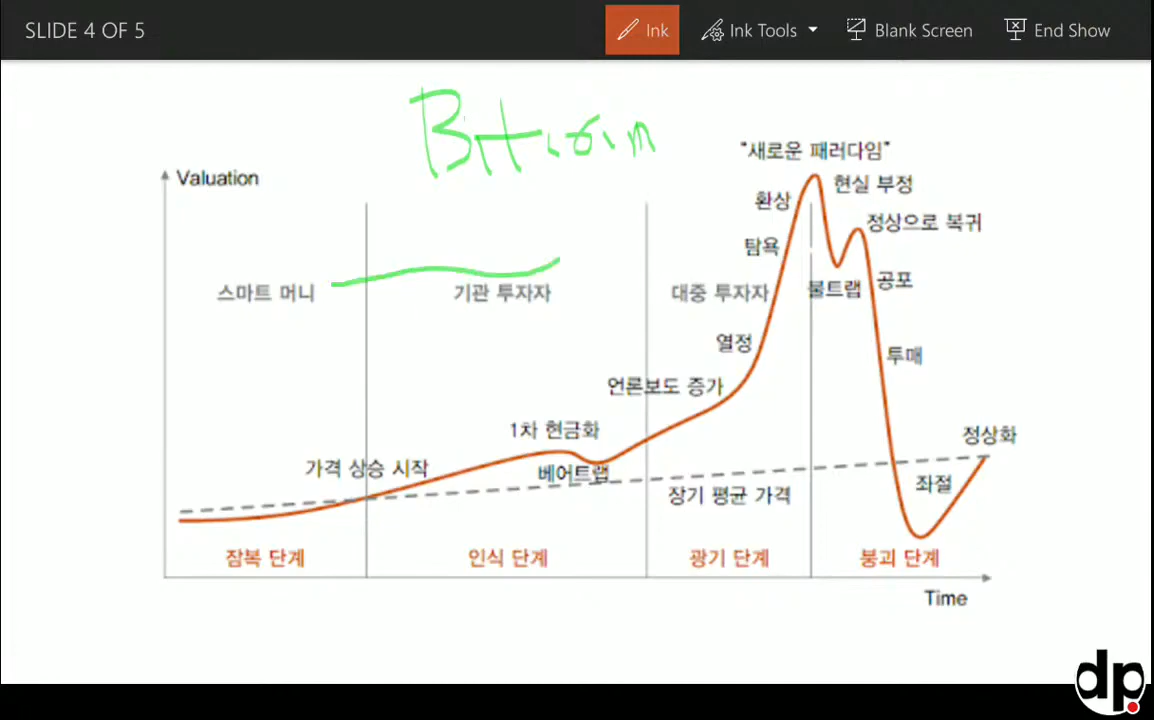 SLIDE 4 OF 5
Ink
Ink Tools
Blank Screen
End Show
Bitcoin
"새로운 패러다임"
Valuation
환상
현실 부정
정상으로 복귀
탐욕
스마트 머니
기관 투자자
대중 투자자
불트랩
공포
열정
투매
언론보도 증가
1차 현금화
정상화
가격 상승 시작
베어트랩
장기 평균 가격
좌절
잠복 단계
인식 단계
광기 단계
붕괴 단계
Time
dp